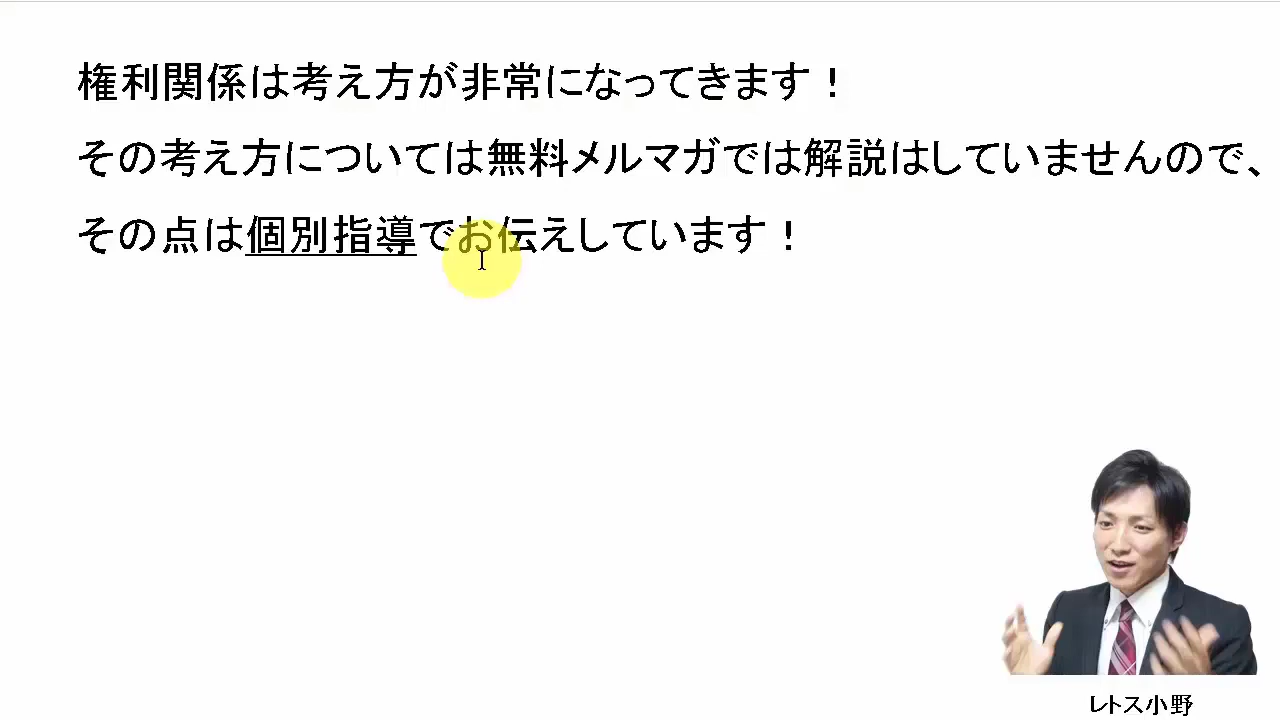 権利関係は考え方が非常になってきます！
その考え方については無料メルマガでは解説はしていませんので、
その点は個別指導でお伝えしています！
レトス小野